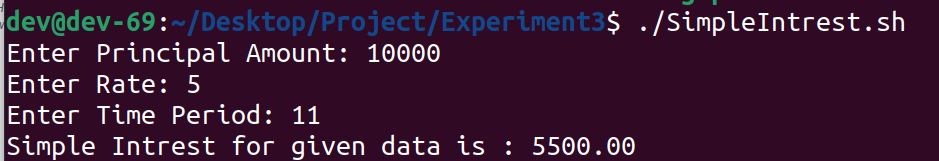 dev@dev-69:~/Desktop/Project/Experiment3$ ./SimpleIntrest.sh
Enter Principal Amount: 10000
Enter Rate: 5
Enter Time Period: 11
Simple Intrest for given data is : 5500.00